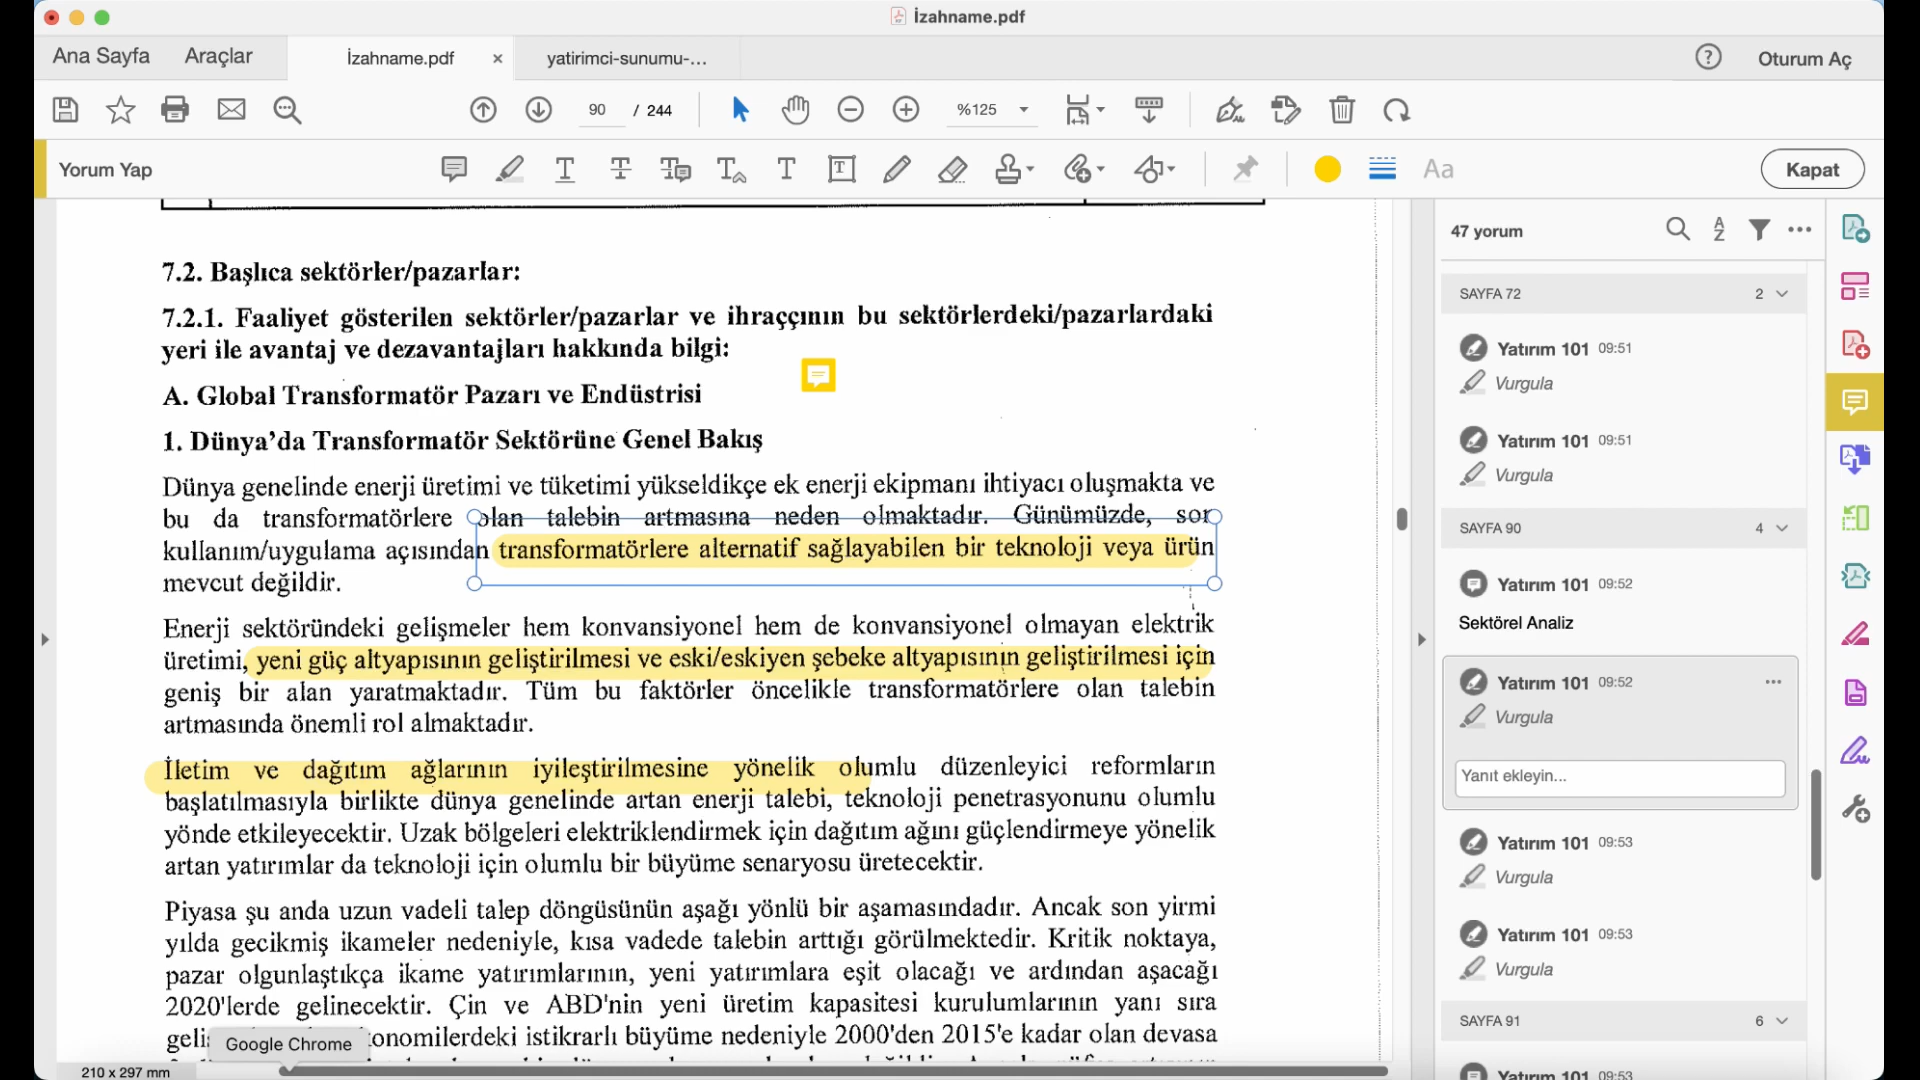 İzahname.pdf
Ana Sayfa
Araçlar
İzahname.pdf
yatirimci-sunumu-...
Oturum Aç
90 / 244
%125
Yorum Yap
Aa
Kapat
7.2. Başlıca sektörler/pazarlar:
7.2.1. Faaliyet gösterilen sektörler/pazarlar ve ihraççının bu sektörlerdeki/pazarlardaki
yeri ile avantaj ve dezavantajları hakkında bilgi:
A. Global Transformatör Pazarı ve Endüstrisi
1. Dünya'da Transformatör Sektörüne Genel Bakış
Dünya genelinde enerji üretimi ve tüketimi yükseldikçe ek enerji ekipmanı ihtiyacı oluşmakta ve
bu da transformatörlere olan talebin artmasına neden olmaktadır. Günümüzde, son
kullanım/uygulama açısından transformatörlere alternatif sağlayabilen bir teknoloji veya ürün
mevcut değildir.
Enerji sektöründeki gelişmeler hem konvansiyonel hem de konvansiyonel olmayan elektrik
üretimi, yeni güç altyapısının geliştirilmesi ve eski/eskiyen şebeke altyapısının geliştirilmesi için
geniş bir alan yaratmaktadır. Tüm bu faktörler öncelikle transformatörlere olan talebin
artmasında önemli rol almaktadır.
İletim ve dağıtım ağlarının iyileştirilmesine yönelik olumlu düzenleyici reformların
başlatılmasıyla birlikte dünya genelinde artan enerji talebi, teknoloji penetrasyonunu olumlu
yönde etkileyecektir. Uzak bölgeleri elektriklendirmek için dağıtım ağını güçlendirmeye yönelik
artan yatırımlar da teknoloji için olumlu bir büyüme senaryosu üretecektir.
Piyasa şu anda uzun vadeli talep döngüsünün aşağı yönlü bir aşamasındadır. Ancak son yirmi
yılda gecikmiş ikameler nedeniyle, kısa vadede talebin arttığı görülmektedir. Kritik noktaya,
pazar olgunlaştıkça ikame yatırımlarının, yeni yatırımlara eşit olacağı ve ardından aşacağı
2020'lerde gelinecektir. Çin ve ABD'nin yeni üretim kapasitesi kurulumlarının yanı sıra
istikrarlı büyüme nedeniyle 2000'den 2015'e kadar olan devasa
Google Chrome
210 x 297 mm
47 yorum
SAYFA 72
2
Yatırım 101 09:51
Vurgula
Yatırım 101 09:51
Vurgula
SAYFA 90
4
Yatırım 101 09:52
Sektörel Analiz
Yatırım 101 09:52
Vurgula
Yanıt ekleyin...
Yatırım 101 09:53
Vurgula
Yatırım 101 09:53
Vurgula
SAYFA 91
6
Yatırım 101 09:53